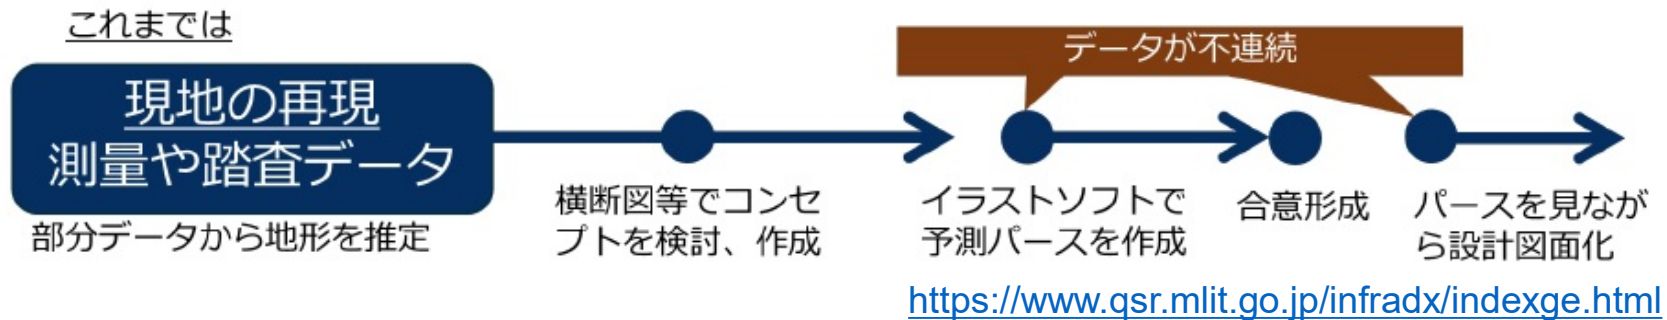 これまでは
現地の再現
測量や踏査データ
部分データから地形を推定
横断図等でコンセ
プトを検討、作成
データが不連続
イラストソフトで
予測パースを作成
合意形成
パースを見なが
ら設計図面化
https://www.qsr.mlit.go.jp/infradx/indexge.html